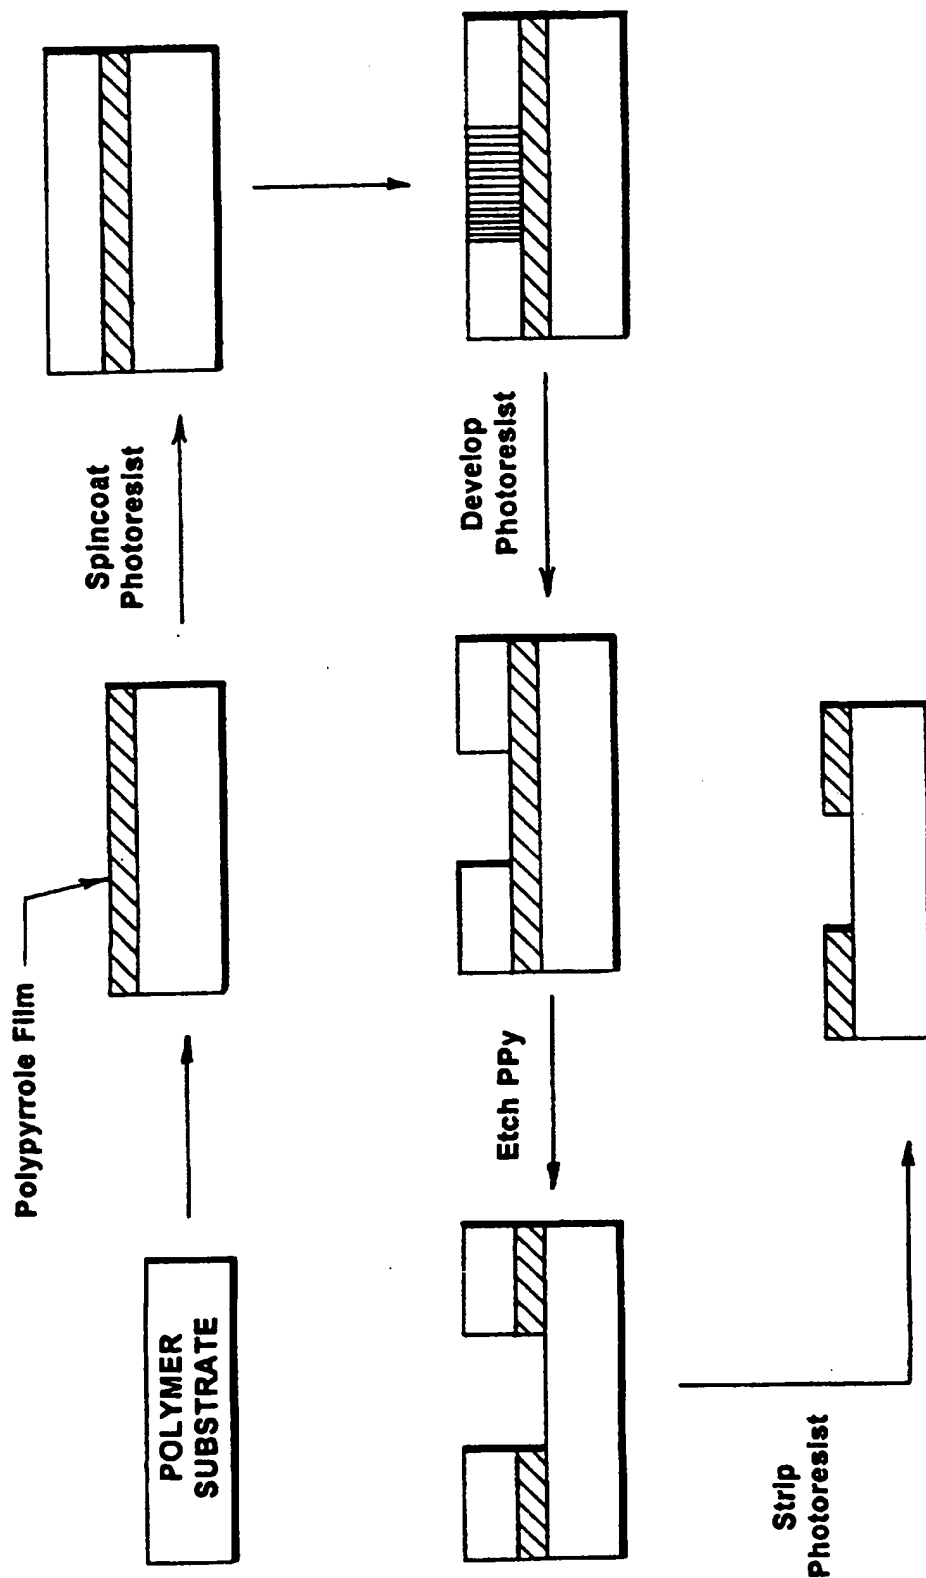 POLYMER
SUBSTRATE
Polypyrrole Film
Spincoat
Photoresist
Develop
Photoresist
Etch PPy
Strip
Photoresist